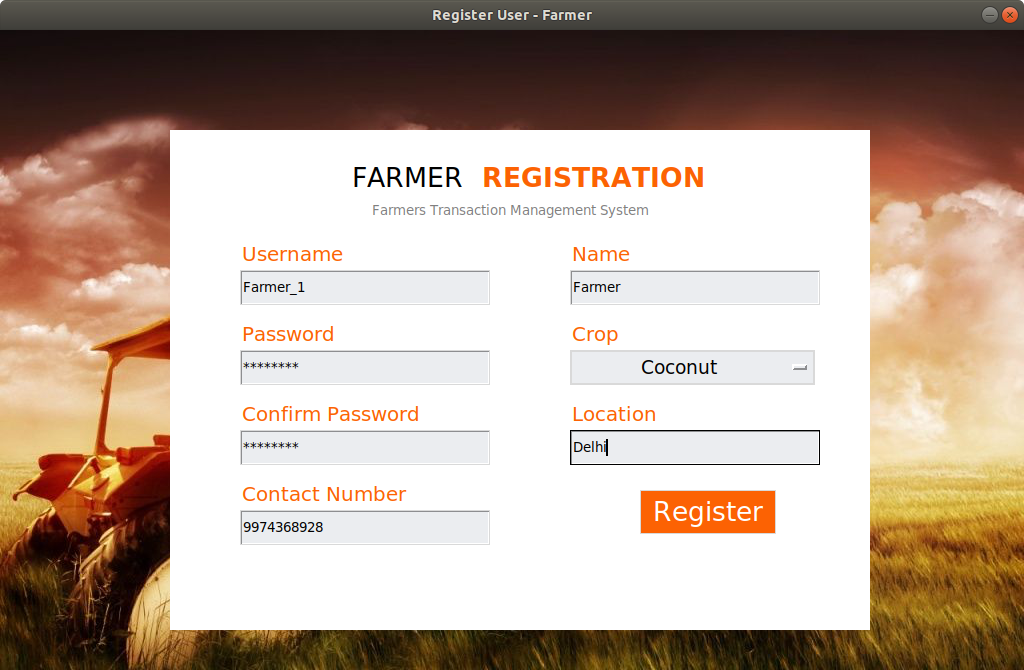 Register User - Farmer
FARMER REGISTRATION
Farmers Transaction Management System
Username
Name
Farmer_1
Farmer
Password
Crop
********
Coconut
Confirm Password
Location
********
Delhi
Contact Number
Register
9974368928